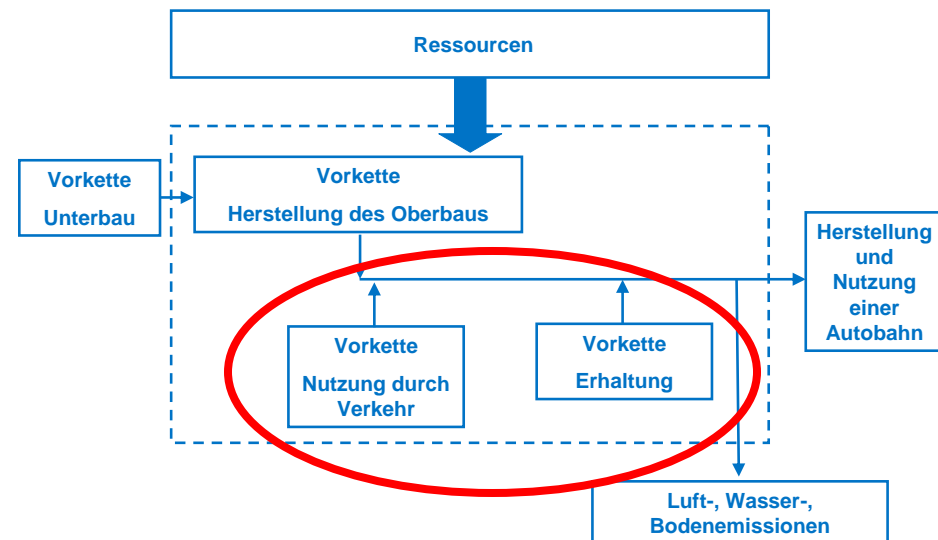 Ressourcen
Vorkette
Unterbau
Vorkette
Herstellung des Oberbaus
Herstellung
und
Nutzung
einer
Autobahn
Vorkette
Nutzung durch
Verkehr
Vorkette
Erhaltung
Luft-, Wasser-,
Bodenemissionen